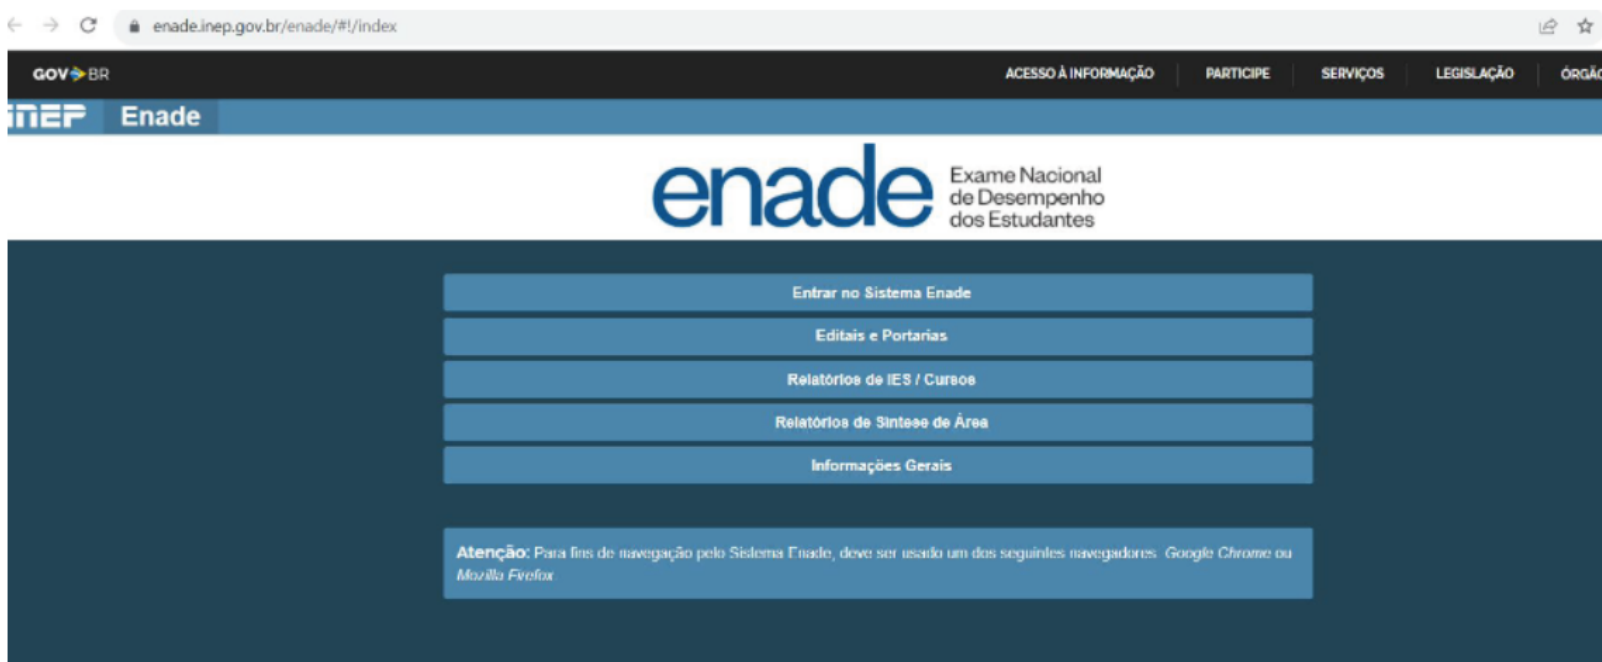 enade.inep.gov.br/enade/#!/index
GOV BR ACESSO À INFORMAÇÃO PARTICIPE SERVIÇOS LEGISLAÇÃO
inep Enade
enade Exame Nacional
de Desempenho
dos Estudantes
Entrar no Sistema Enade
Editais e Portarias
Relatórios de IES / Cursos
Relatórios de Síntese de Área
Informações Gerais
Atenção: Para fins de navegação pelo Sistema Enade, deve ser usado um dos seguintes navegadores Google Chrome ou
Mozilla Firefox